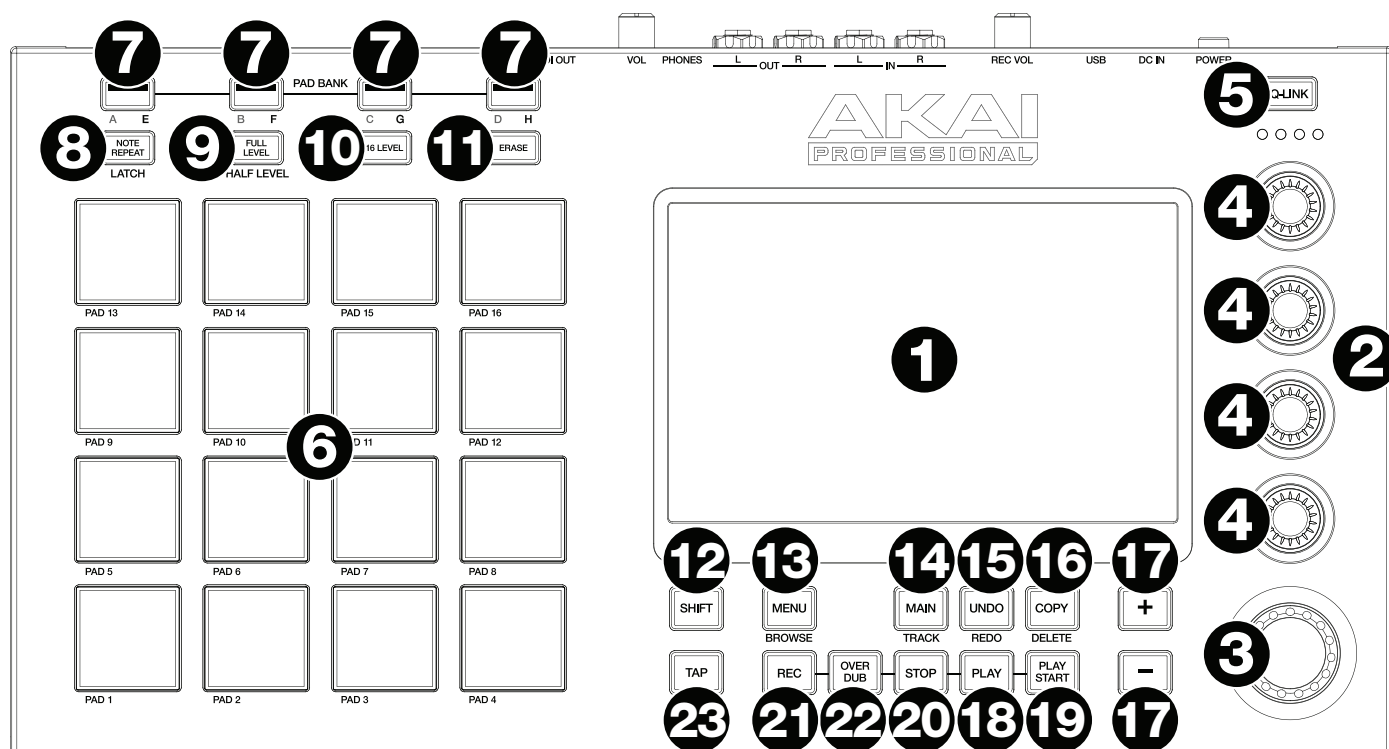 7 7 7 7
DI OUT VOL PHONES L OUT R L IN R REC VOL USB DC IN POWER
PAD BANK
A E B F C G D H
5 Q-LINK
8 NOTE REPEAT 9 FULL LEVEL 10 16 LEVEL 11 ERASE
LATCH HALF LEVEL
AKAI
PROFESSIONAL
4
4
4
4
2
1
PAD 13 PAD 14 PAD 15 PAD 16
PAD 9 PAD 10 PAD 11 PAD 12
6
PAD 5 PAD 6 PAD 7 PAD 8
PAD 1 PAD 2 PAD 3 PAD 4
12 13 14 15 16 17
SHIFT MENU MAIN UNDO COPY +
BROWSE TRACK REDO DELETE
3
TAP REC OVER DUB STOP PLAY PLAY START −
23 21 22 20 18 19 17